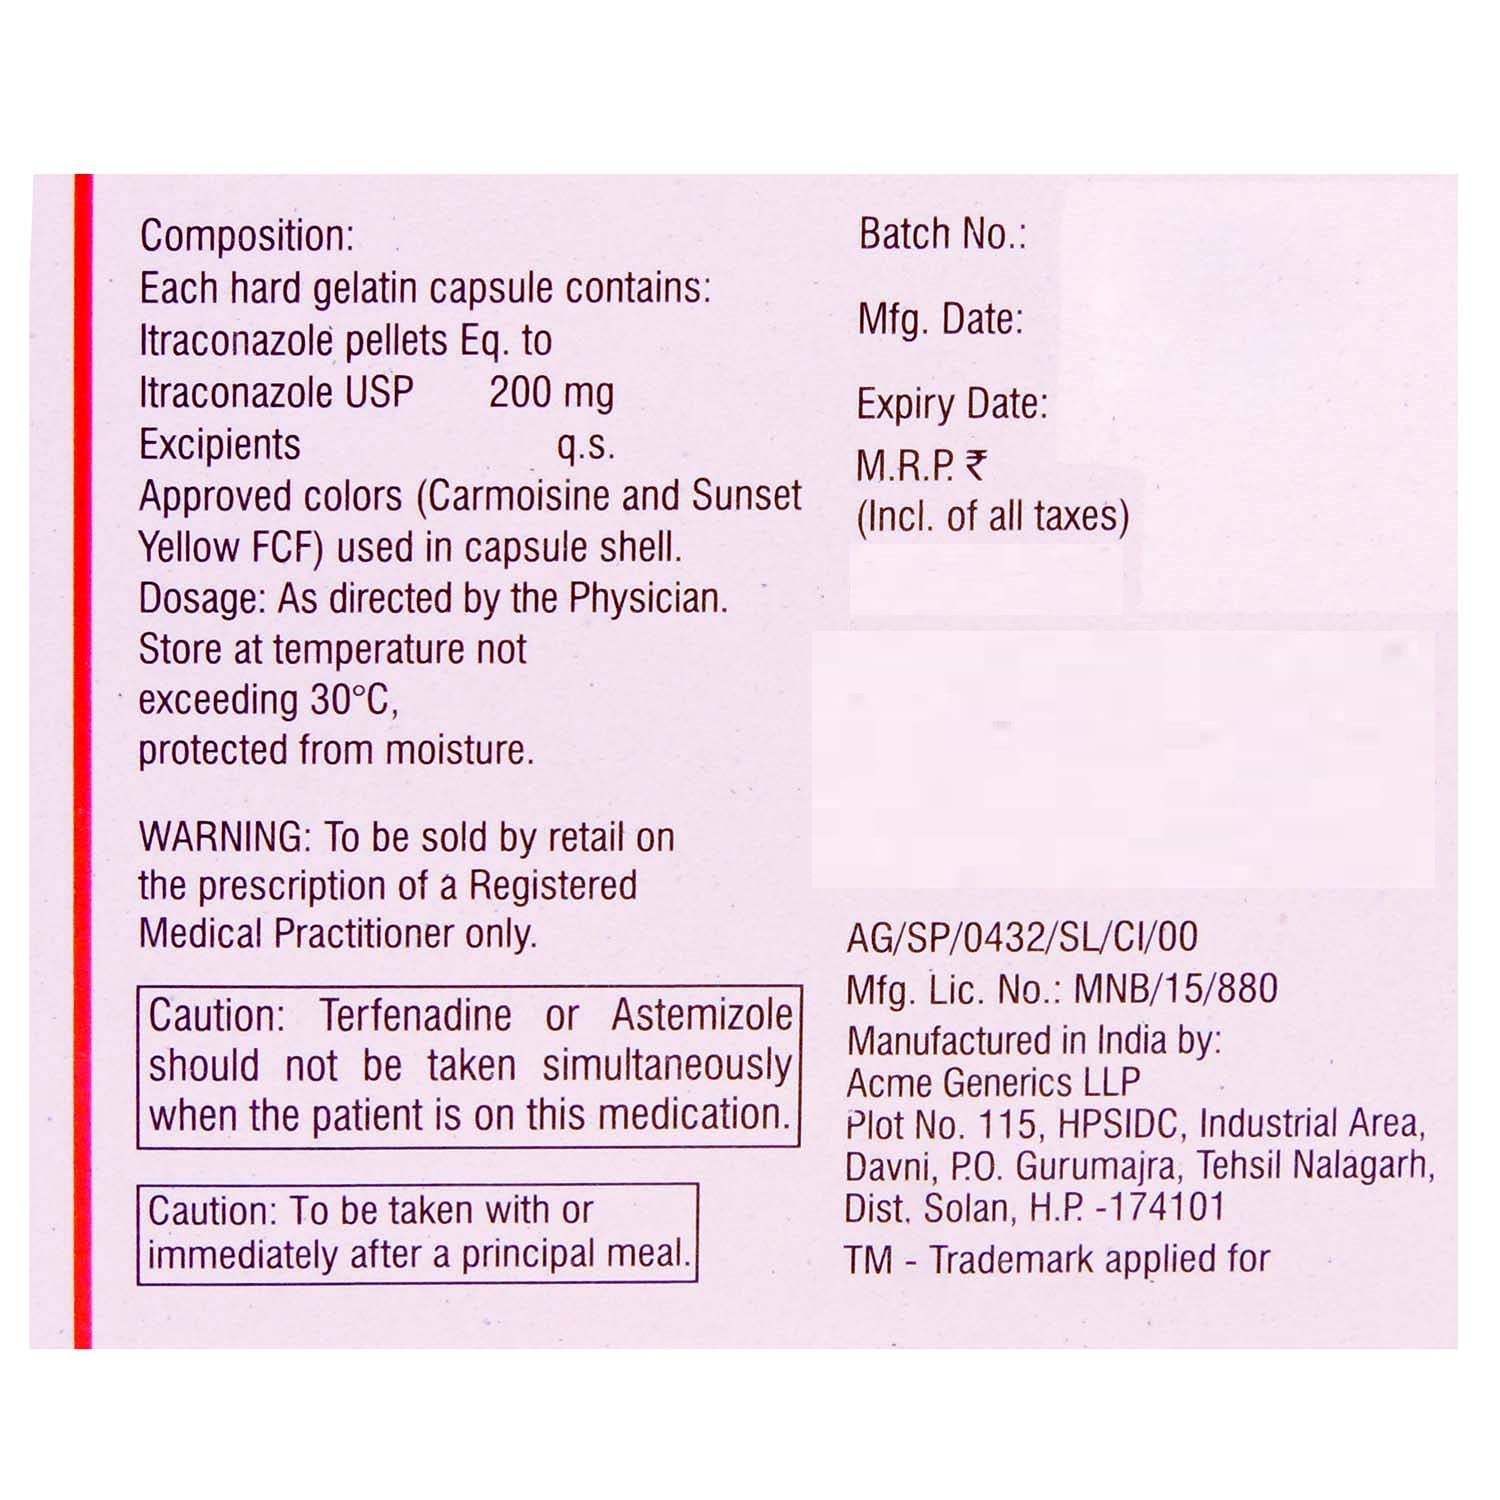 Composition:
Each hard gelatin capsule contains:
Itraconazole pellets Eq. to
Itraconazole USP 200 mg
Excipients q.s.
Approved colors (Carmoisine and Sunset
Yellow FCF) used in capsule shell.
Dosage: As directed by the Physician.
Store at temperature not
exceeding 30°C,
protected from moisture.
WARNING: To be sold by retail on
the prescription of a Registered
Medical Practitioner only.
Caution: Terfenadine or Astemizole
should not be taken simultaneously
when the patient is on this medication.
Caution: To be taken with or
immediately after a principal meal.
Batch No.:
Mfg. Date:
Expiry Date:
M.R.P. ₹
(Incl. of all taxes)
AG/SP/0432/SL/CI/00
Mfg. Lic. No.: MNB/15/880
Manufactured in India by:
Acme Generics LLP
Plot No. 115, HPSIDC, Industrial Area,
Davni, P.O. Gurumajra, Tehsil Nalagarh,
Dist. Solan, H.P. -174101
TM - Trademark applied for